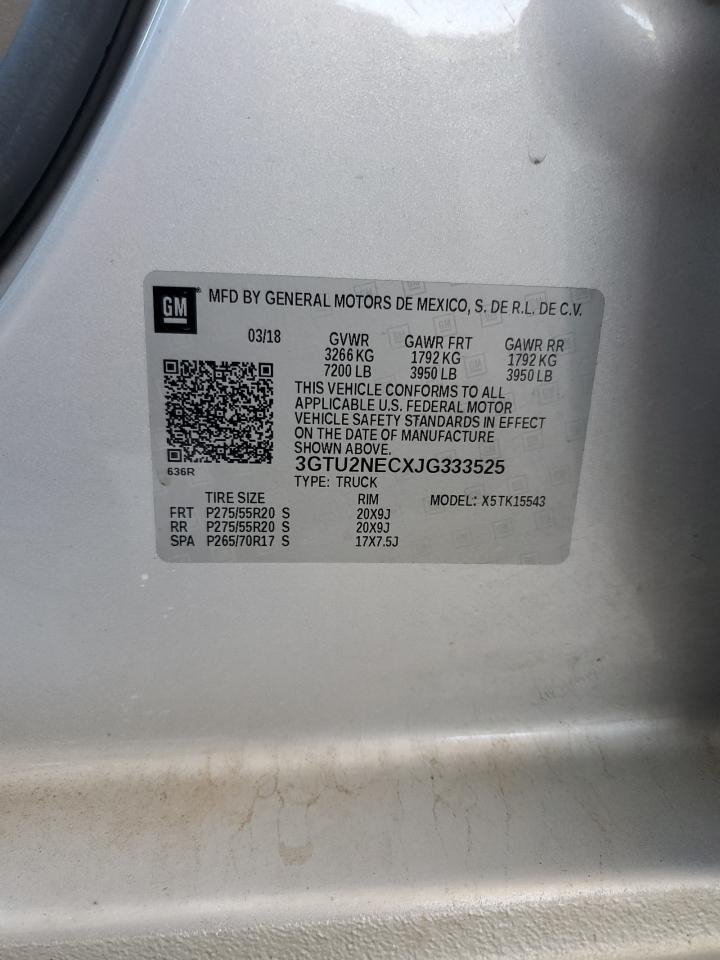 GM
MFD BY GENERAL MOTORS DE MEXICO, S. DE R.L. DE C.V.
03/18 GVWR GAWR FRT GAWR RR
3266 KG 1792 KG 1792 KG
7200 LB 3950 LB 3950 LB
THIS VEHICLE CONFORMS TO ALL
APPLICABLE U.S. FEDERAL MOTOR
VEHICLE SAFETY STANDARDS IN EFFECT
ON THE DATE OF MANUFACTURE
SHOWN ABOVE.
636R
3GTU2NECXJG333525
TYPE: TRUCK
TIRE SIZE RIM MODEL: X5TK15543
FRT P275/55R20 S 20X9J
RR P275/55R20 S 20X9J
SPA P265/70R17 S 17X7.5J